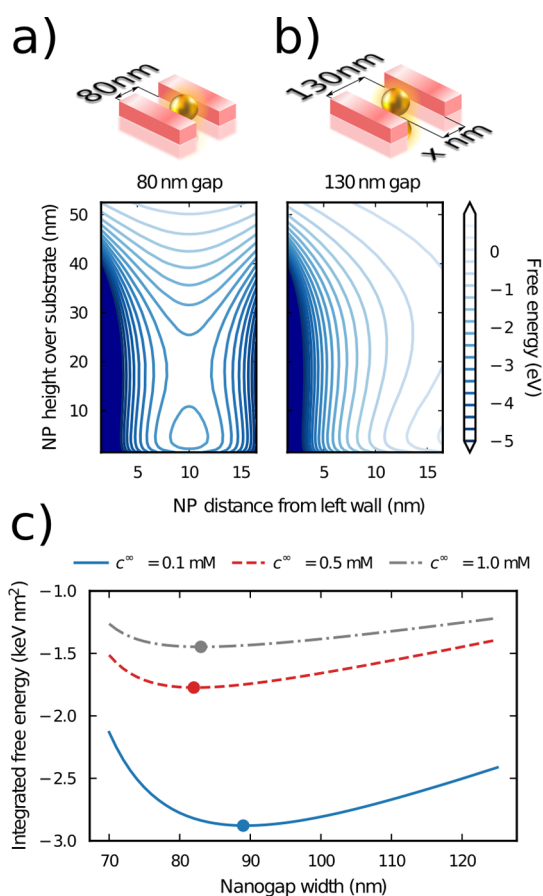 a)
b)
80nm
130nm
x nm
80 nm gap
130 nm gap
50
40
30
20
10
NP height over substrate (nm)
5
10
15
5
10
15
NP distance from left wall (nm)
0
−1
−2
−3
−4
−5
Free energy (eV)
c)
c∞ = 0.1 mM
c∞ = 0.5 mM
c∞ = 1.0 mM
−1.0
−1.5
−2.0
−2.5
−3.0
Integrated free energy (keV nm²)
70
80
90
100
110
120
Nanogap width (nm)